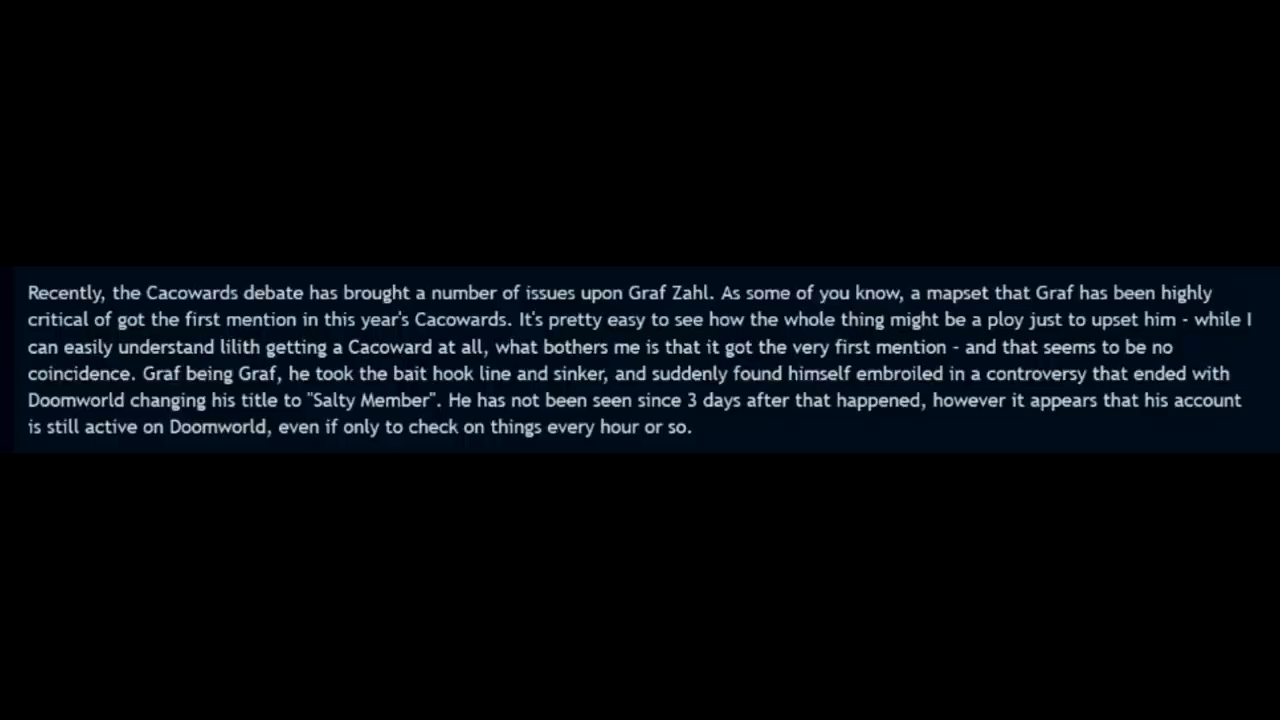 Recently, the Cacowards debate has brought a number of issues upon Graf Zahl. As some of you know, a mapset that Graf has been highly
critical of got the first mention in this year's Cacowards. It's pretty easy to see how the whole thing might be a ploy just to upset him - while I
can easily understand lilith getting a Cacoward at all, what bothers me is that it got the very first mention - and that seems to be no
coincidence. Graf being Graf, he took the bait hook line and sinker, and suddenly found himself embroiled in a controversy that ended with
Doomworld changing his title to "Salty Member". He has not been seen since 3 days after that happened, however it appears that his account
is still active on Doomworld, even if only to check on things every hour or so.